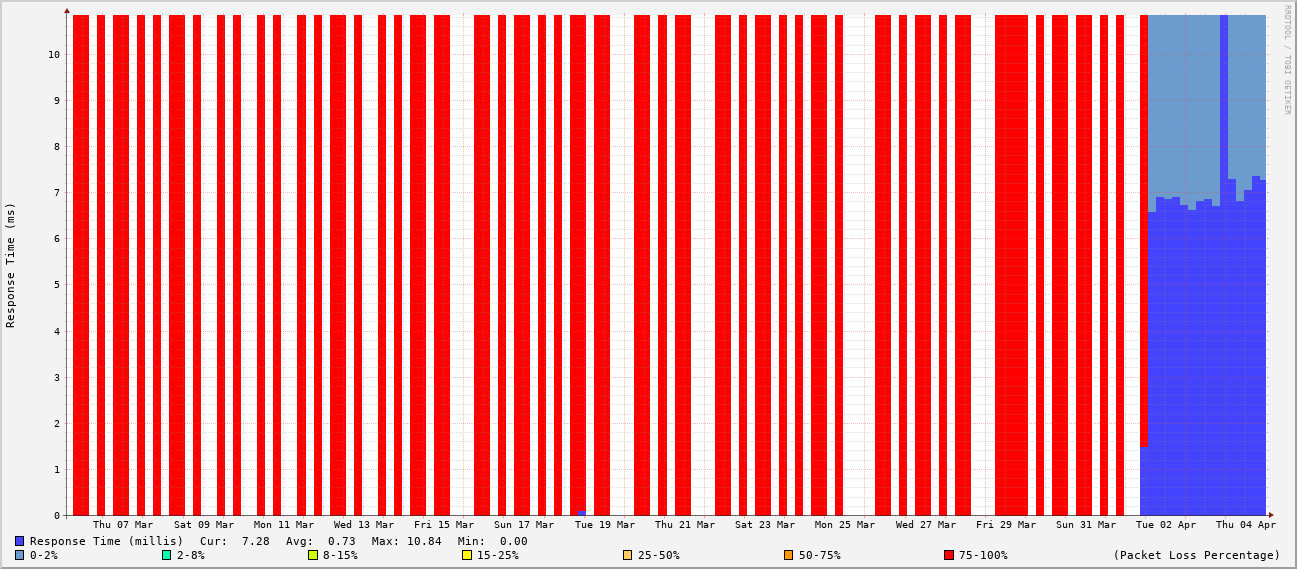 RRDTOOL / TOBI OETIKER
Response Time (ms)
10
9
8
7
6
5
4
3
2
1
0
Thu 07 Mar Sat 09 Mar Mon 11 Mar Wed 13 Mar Fri 15 Mar Sun 17 Mar Tue 19 Mar Thu 21 Mar Sat 23 Mar Mon 25 Mar Wed 27 Mar Fri 29 Mar Sun 31 Mar Tue 02 Apr Thu 04 Apr
Response Time (millis) Cur: 7.28 Avg: 0.73 Max: 10.84 Min: 0.00
0-2% 2-8% 8-15% 15-25% 25-50% 50-75% 75-100% (Packet Loss Percentage)